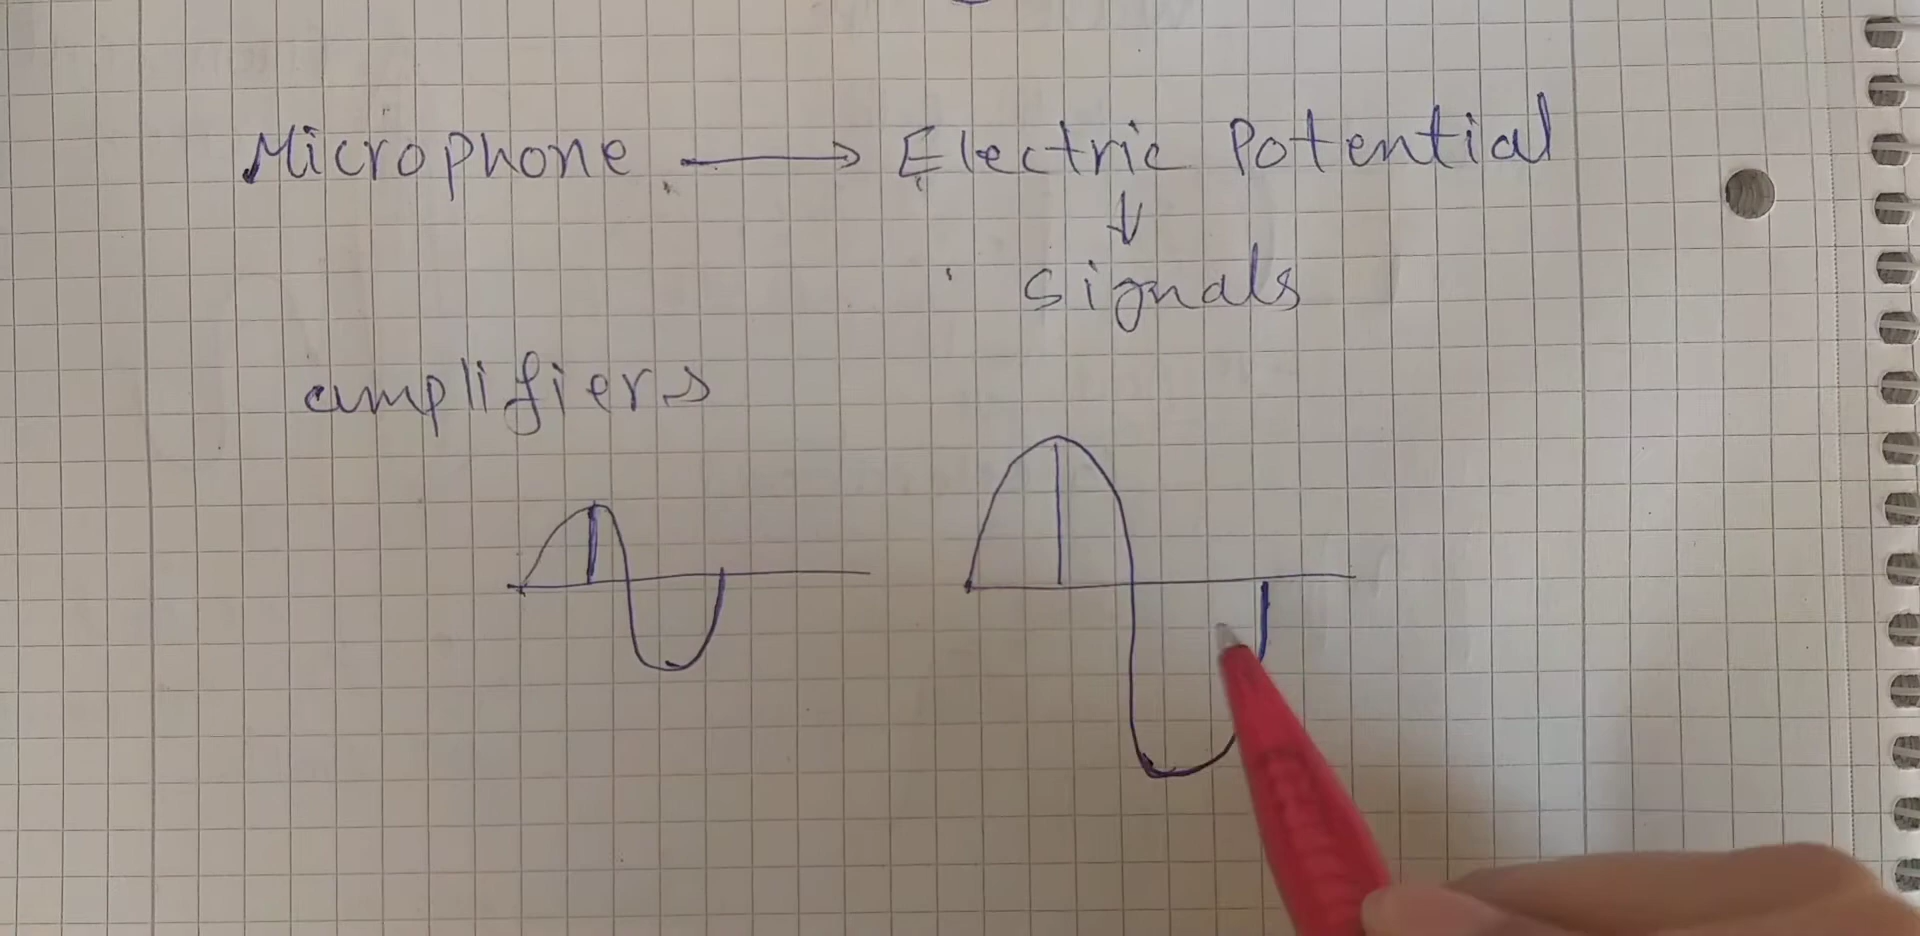 Microphone → Electric Potential
↓
signals
amplifiers